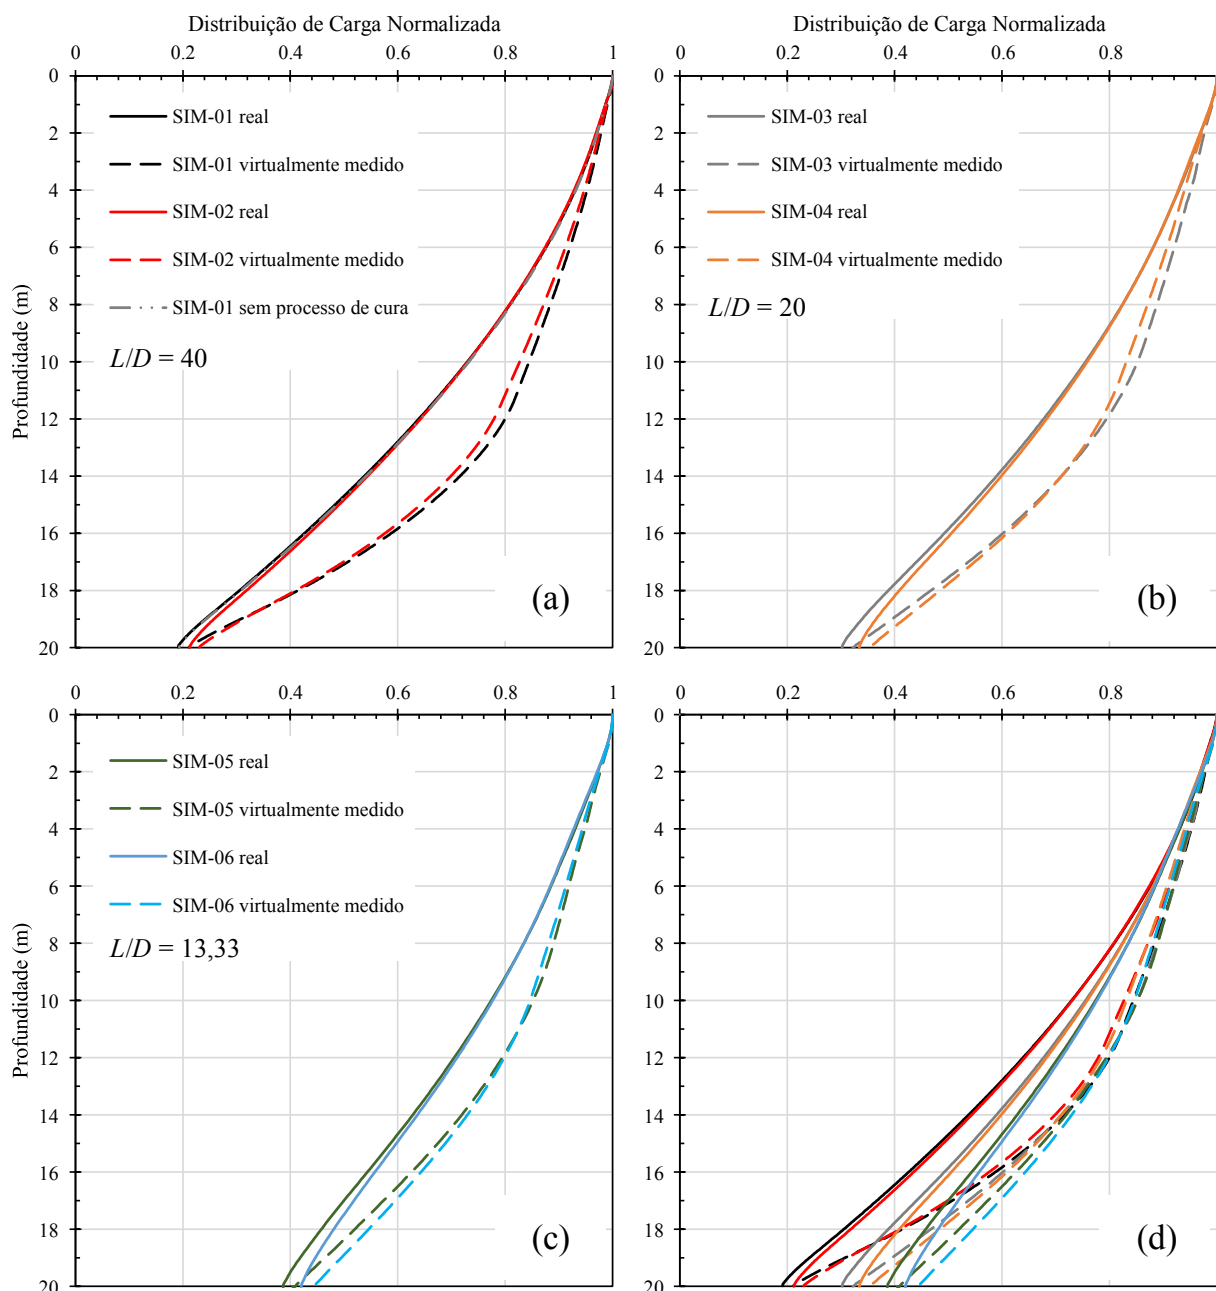 Distribuição de Carga Normalizada
0 0.2 0.4 0.6 0.8 1
0
2
4
6
8
10
12
14
16
18
20
Profundidade (m)
SIM-01 real
SIM-01 virtualmente medido
SIM-02 real
SIM-02 virtualmente medido
SIM-01 sem processo de cura
L/D = 40
(a)
Distribuição de Carga Normalizada
0 0.2 0.4 0.6 0.8
0
2
4
6
8
10
12
14
16
18
20
SIM-03 real
SIM-03 virtualmente medido
SIM-04 real
SIM-04 virtualmente medido
L/D = 20
(b)
0 0.2 0.4 0.6 0.8 1
0
2
4
6
8
10
12
14
16
18
20
Profundidade (m)
SIM-05 real
SIM-05 virtualmente medido
SIM-06 real
SIM-06 virtualmente medido
L/D = 13,33
(c)
0 0.2 0.4 0.6 0.8
0
2
4
6
8
10
12
14
16
18
20
(d)